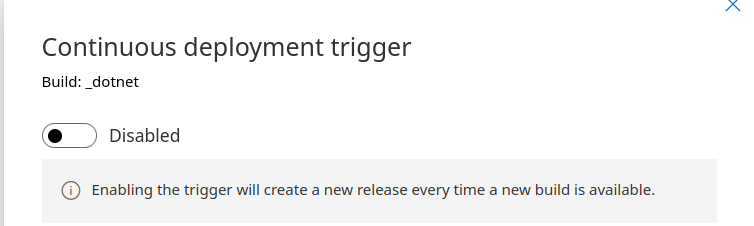 Continuous deployment trigger
Build: _dotnet
Disabled
Enabling the trigger will create a new release every time a new build is available.